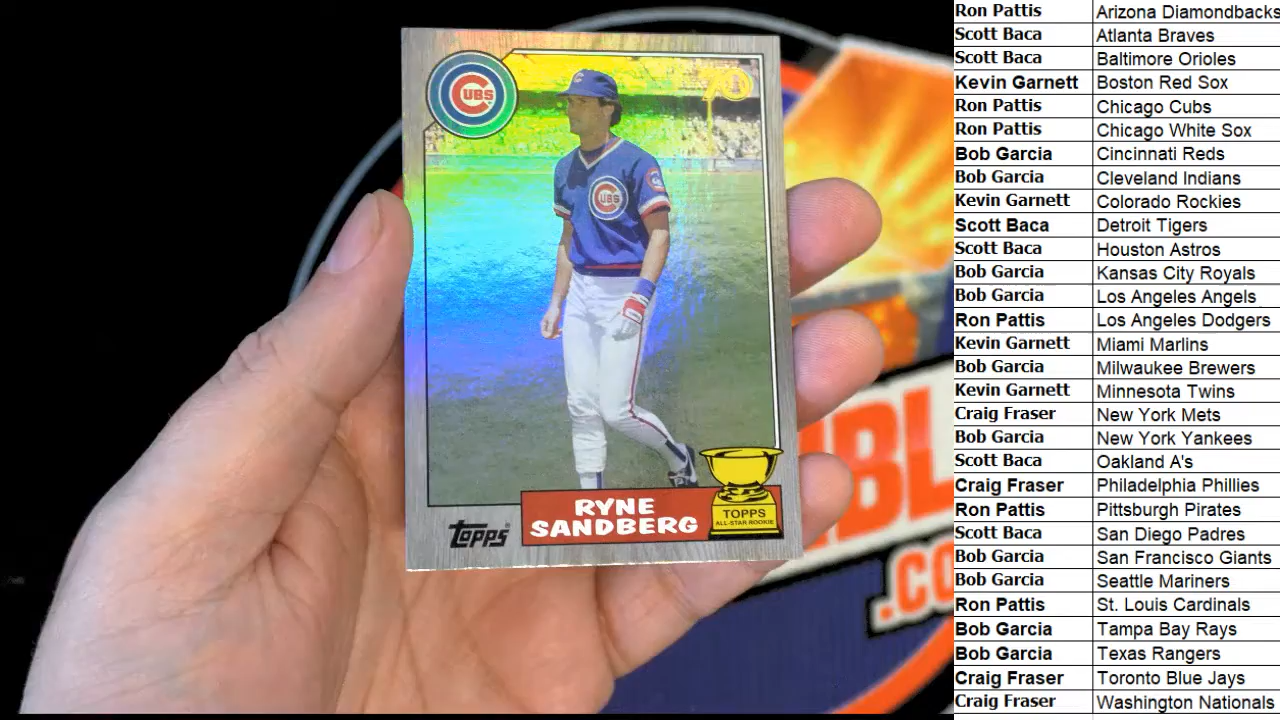 CUBS
70
CUBS
RYNE
SANDBERG
TOPPS
ALL-STAR ROOKIE
Topps®
BL
.CO
Ron Pattis Arizona Diamondbacks
Scott Baca Atlanta Braves
Scott Baca Baltimore Orioles
Kevin Garnett Boston Red Sox
Ron Pattis Chicago Cubs
Ron Pattis Chicago White Sox
Bob Garcia Cincinnati Reds
Bob Garcia Cleveland Indians
Kevin Garnett Colorado Rockies
Scott Baca Detroit Tigers
Scott Baca Houston Astros
Bob Garcia Kansas City Royals
Bob Garcia Los Angeles Angels
Ron Pattis Los Angeles Dodgers
Kevin Garnett Miami Marlins
Bob Garcia Milwaukee Brewers
Kevin Garnett Minnesota Twins
Craig Fraser New York Mets
Bob Garcia New York Yankees
Scott Baca Oakland A's
Craig Fraser Philadelphia Phillies
Ron Pattis Pittsburgh Pirates
Scott Baca San Diego Padres
Bob Garcia San Francisco Giants
Bob Garcia Seattle Mariners
Ron Pattis St. Louis Cardinals
Bob Garcia Tampa Bay Rays
Bob Garcia Texas Rangers
Craig Fraser Toronto Blue Jays
Craig Fraser Washington Nationals